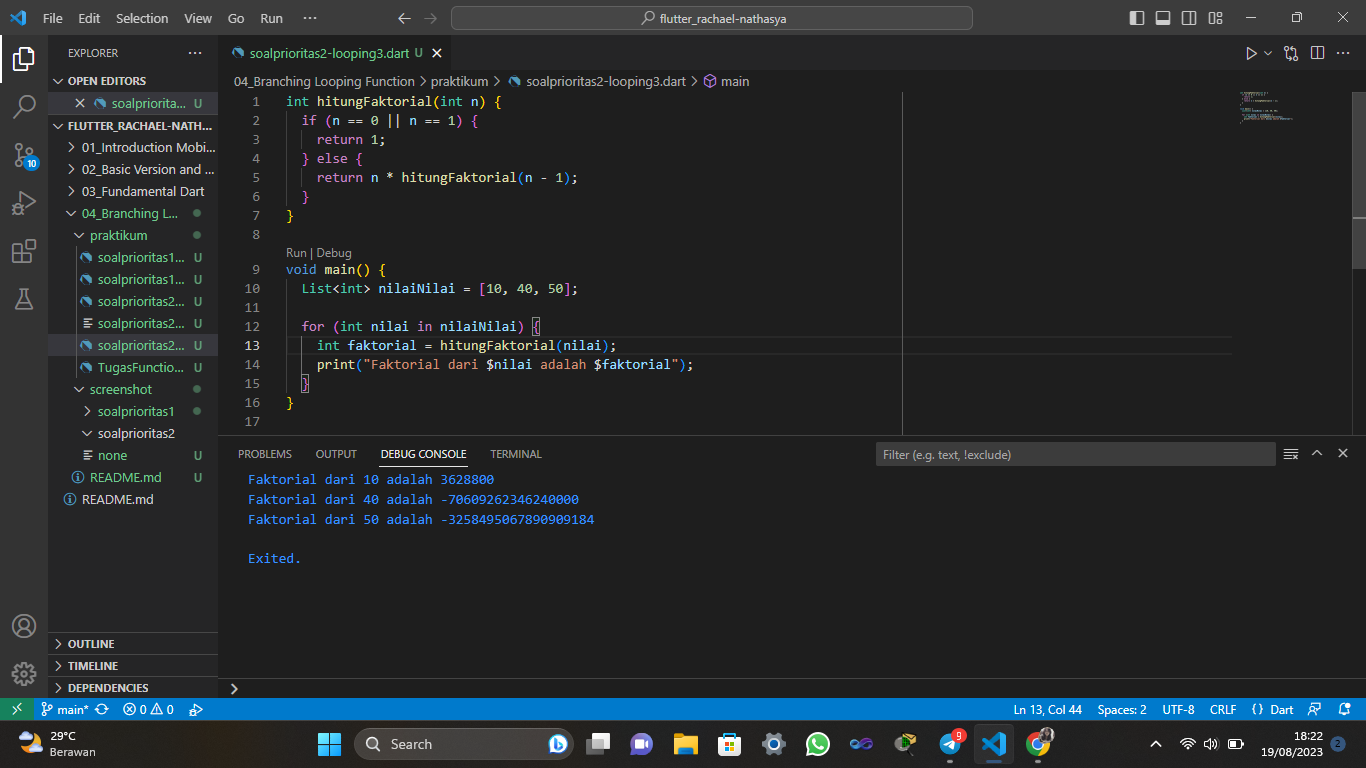 File Edit Selection View Go Run ··· flutter_rachael-nathasya
EXPLORER ···
OPEN EDITORS
soalpriorita... U
FLUTTER_RACHAEL-NATH...
01_Introduction Mobi...
02_Basic Version and ...
03_Fundamental Dart
04_Branching L...
praktikum
soalprioritas1... U
soalprioritas1... U
soalprioritas2... U
soalprioritas2... U
soalprioritas2... U
TugasFunctio... U
screenshot
soalprioritas1
soalprioritas2
none U
README.md U
README.md
OUTLINE
TIMELINE
DEPENDENCIES
10
soalprioritas2-looping3.dart U
04_Branching Looping Function > praktikum > soalprioritas2-looping3.dart > main
1 int hitungFaktorial(int n) {
2 if (n == 0 || n == 1) {
3 return 1;
4 } else {
5 return n * hitungFaktorial(n - 1);
6 }
7 }
8
Run | Debug
9 void main() {
10 List<int> nilaiNilai = [10, 40, 50];
11
12 for (int nilai in nilaiNilai) {
13 int faktorial = hitungFaktorial(nilai);
14 print("Faktorial dari $nilai adalah $faktorial");
15 }
16 }
17
PROBLEMS OUTPUT DEBUG CONSOLE TERMINAL Filter (e.g. text, !exclude)
Faktorial dari 10 adalah 3628800
Faktorial dari 40 adalah -70609262346240000
Faktorial dari 50 adalah -3258495067890909184
Exited.
main* 0 0 Ln 13, Col 44 Spaces: 2 UTF-8 CRLF {} Dart
29°C
Berawan
Search
9
18:22
19/08/2023
2